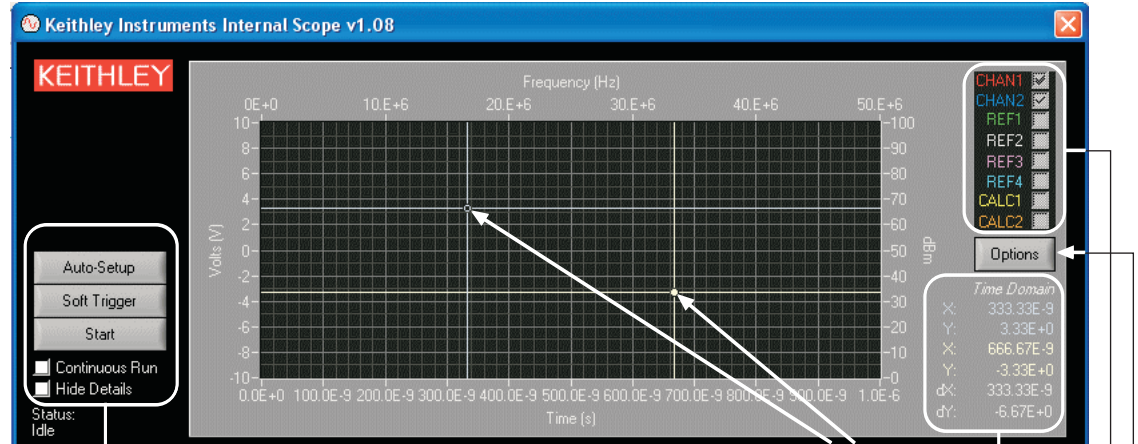 Keithley Instruments Internal Scope v1.08
KEITHLEY
Frequency (Hz)
0E+0 10.E+6 20.E+6 30.E+6 40.E+6 50.E+6
10
8
6
4
2
0
-2
-4
-6
-8
-10
Volts (V)
-100
-90
-80
-70
-60
-50
-40
-30
-20
-10
-0
dBm
0.0E+0 100.0E-9 200.0E-9 300.0E-9 400.0E-9 500.0E-9 600.0E-9 700.0E-9 800.0E-9 900.0E-9 1.0E-6
Time (s)
CHAN1
CHAN2
REF1
REF2
REF3
REF4
CALC1
CALC2
Options
Time Domain
X: 333.33E-9
Y: 3.33E+0
X: 666.67E-9
Y: -3.33E+0
dX: 333.33E-9
dY: -6.67E+0
Auto-Setup
Soft Trigger
Start
Continuous Run
Hide Details
Status:
Idle